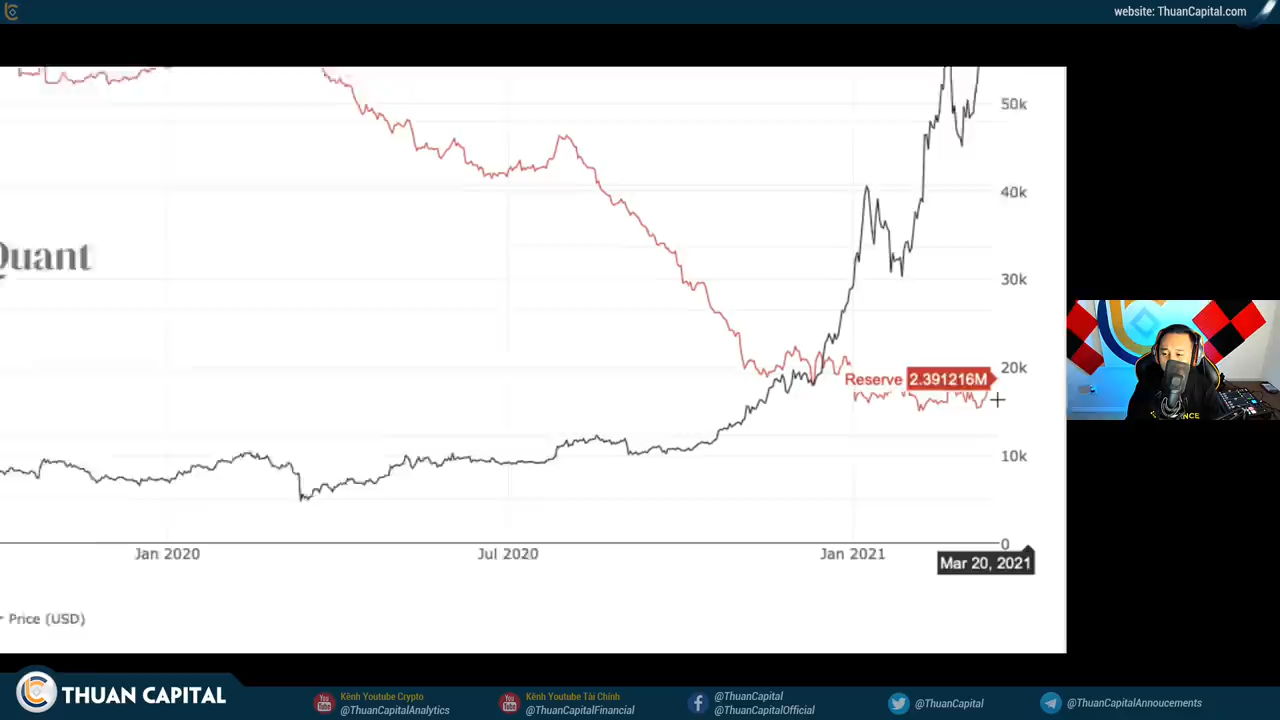 website: ThuanCapital.com
50k
40k
Quant
30k
20k
Reserve 2.391216M
10k
0
Jan 2020
Jul 2020
Jan 2021
Mar 20, 2021
Price (USD)
THUAN CAPITAL
Kênh Youtube Crypto
@ThuanCapitalAnalytics
Kênh Youtube Tài Chính
@ThuanCapitalFinancial
@ThuanCapital
@ThuanCapitalOfficial
@ThuanCapital
@ThuanCapitalAnnoucements